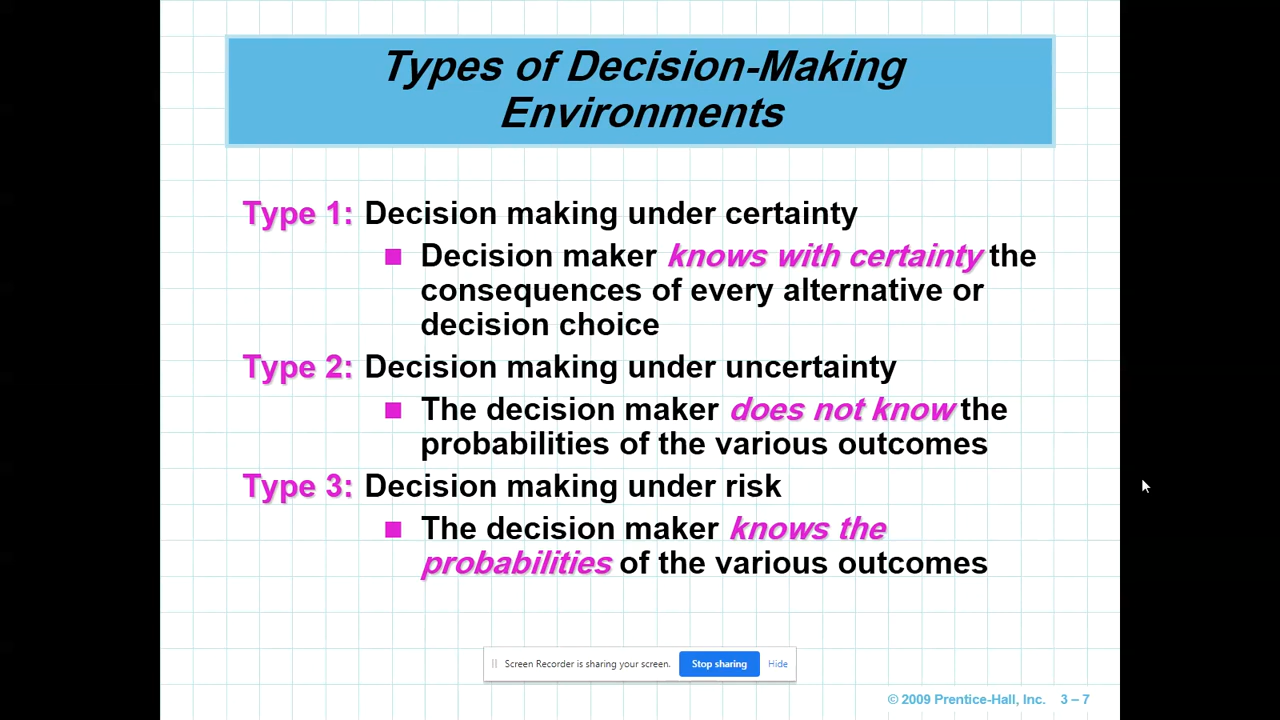 Types of Decision-Making
Environments
Type 1: Decision making under certainty
Decision maker knows with certainty the
consequences of every alternative or
decision choice
Type 2: Decision making under uncertainty
The decision maker does not know the
probabilities of the various outcomes
Type 3: Decision making under risk
The decision maker knows the
probabilities of the various outcomes
Screen Recorder is sharing your screen. Stop sharing Hide
© 2009 Prentice-Hall, Inc. 3 – 7